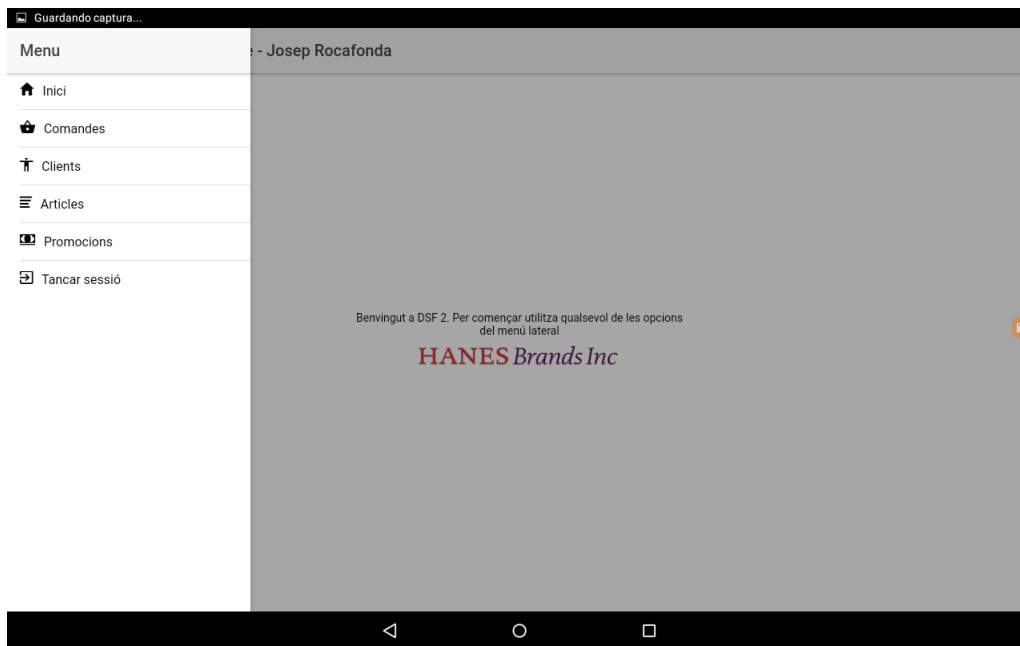 Guardando captura...
Menu
- Josep Rocafonda
Inici
Comandes
Clients
Articles
Promocions
Tancar sessió
Benvingut a DSF 2. Per començar utilitza qualsevol de les opcions
del menú lateral
HANES Brands Inc